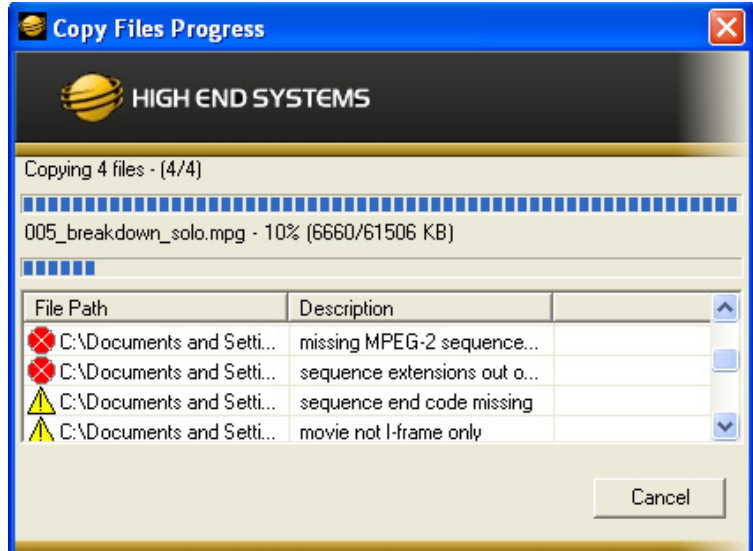 Copy Files Progress
HIGH END SYSTEMS
Copying 4 files - (4/4)
005_breakdown_solo.mpg - 10% (6660/61506 KB)
File Path Description
C:\Documents and Setti... missing MPEG-2 sequence...
C:\Documents and Setti... sequence extensions out o...
C:\Documents and Setti... sequence end code missing
C:\Documents and Setti... movie not I-frame only
Cancel